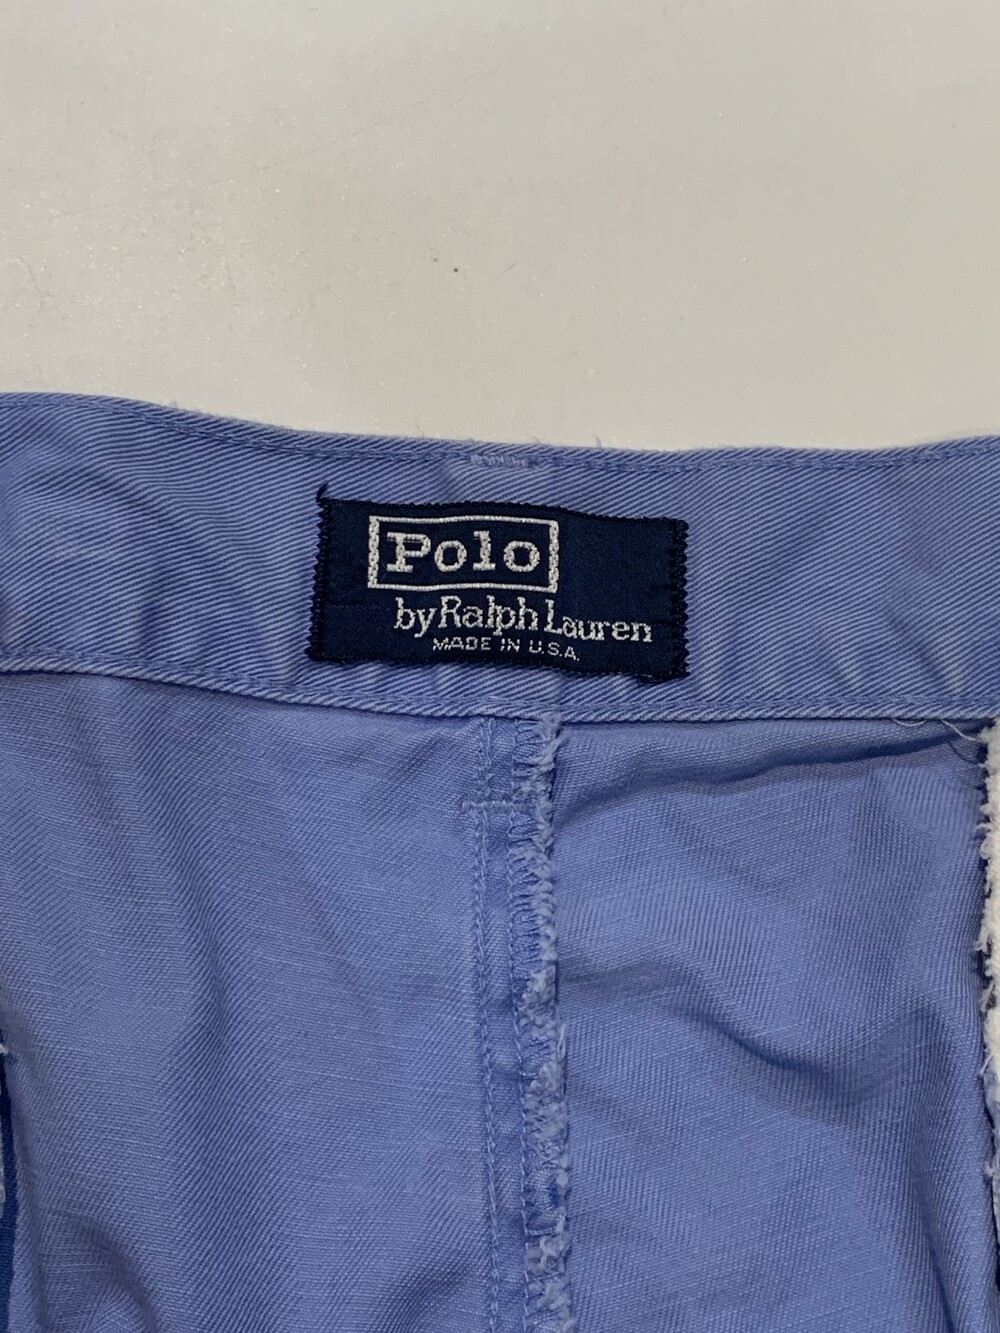 Polo
by Ralph Lauren
MADE IN U.S.A.